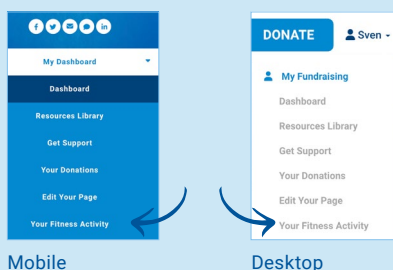 My Dashboard
Dashboard
Resources Library
Get Support
Your Donations
Edit Your Page
Your Fitness Activity
Mobile
DONATE
Sven
My Fundraising
Dashboard
Resources Library
Get Support
Your Donations
Edit Your Page
Your Fitness Activity
Desktop